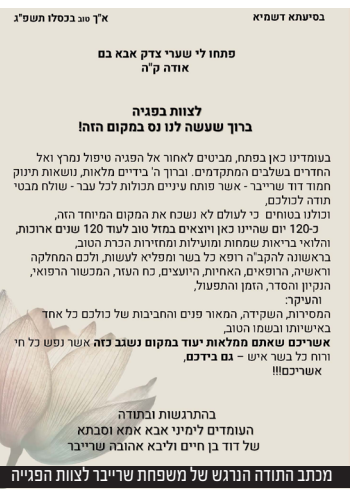 בסיעתא דשמיא
א"ך טוב בכסלו תשפ"ג
פתחו לי שערי צדק אבא בם
אודה ק"ה
לצוות בפגיה
ברוך שעשה לנו נס במקום הזה!
בעומדינו כאן בפתח, מביטים לאחור אל הפגיה טיפול נמרץ ואל
החדרים בשלבים המתקדמים. וברוך ה' בידיים מלאות, נושאות תינוק
חמוד דוד שרייבר - אשר פותח עיניים תכולות לכל עבר - שולח מבטי
תודה לכולכם,
וכולנו בטוחים כי לעולם לא נשכח את המקום המיוחד הזה,
כ-120 יום שהיינו כאן ויוצאים במזל טוב לעוד 120 שנים ארוכות,
והלואי בריאות שמחות ומועילות ומחזירות הכרת הטוב,
בראשונה להקב"ה רופא כל בשר ומפליא לעשות, ולכם המחלקה
וראשיה, הרופאים, האחיות, היועצים, כח העזר, המכשור הרפואי,
הנקיון והסדר, הזמן והתפעול,
והעיקר:
המסירות, השקידה, המאור פנים והחביבות של כולכם כל אחד
באישיותו ובשמו הטוב,
אשריכם שאתם ממלאות יעוד במקום נשגב כזה אשר נפש כל חי
ורוח כל בשר איש – גם בידכם,
אשריכם!!!
בהתרגשות ובתודה
העומדים לימיני אבא אמא וסבתא
של דוד בן חיים וליבא אהובה שרייבר
מכתב התודה הנרגש של משפחת שרייבר לצוות הפגייה